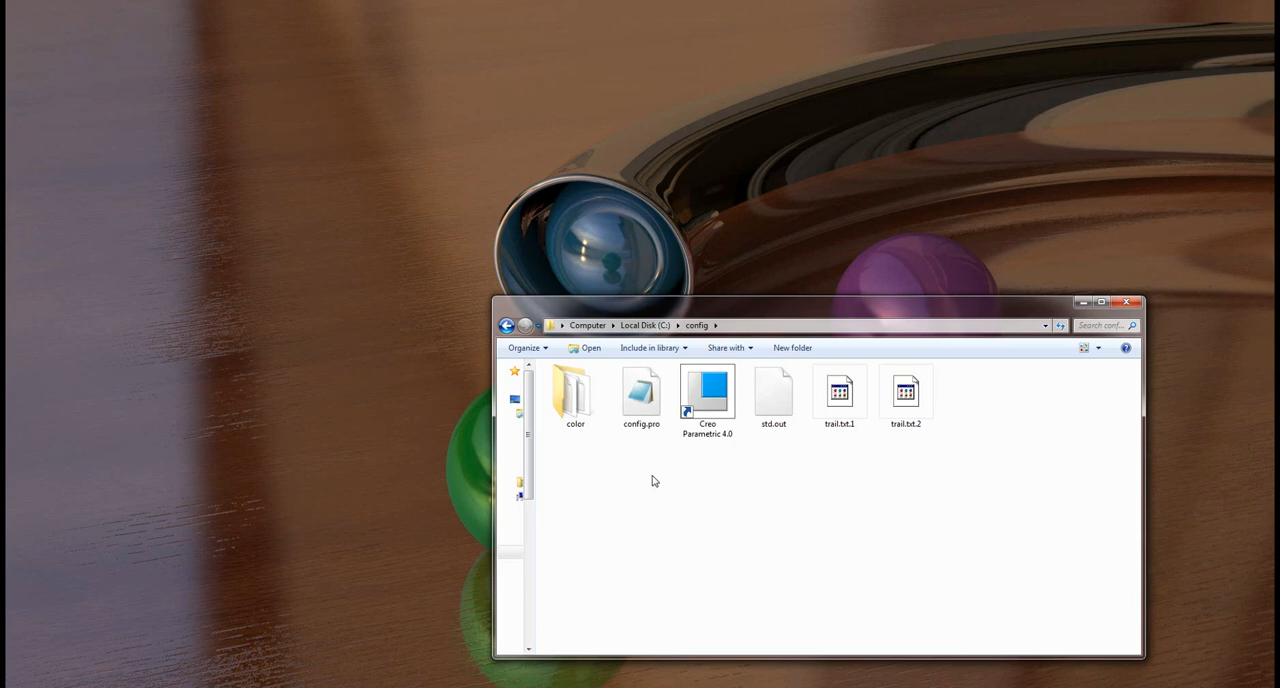 Computer Local Disk (C:) config
Search conf...
Organize Open Include in library Share with New folder
color
config.pro
Creo
Parametric 4.0
std.out
trail.txt.1
trail.txt.2